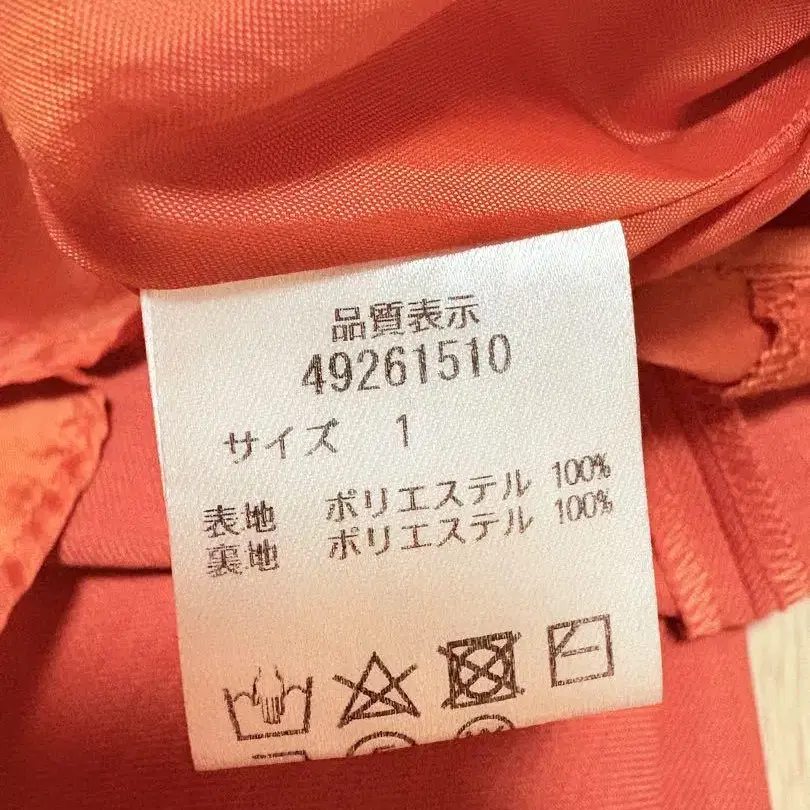 品質表示
49261510
サイズ 1
表地 ポリエステル 100%
裏地 ポリエステル 100%